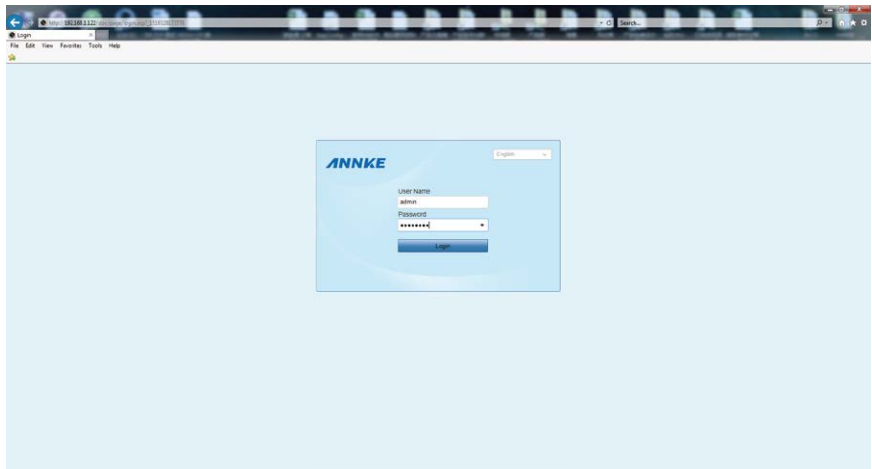 Search...
Login
File Edit View Favorites Tools Help
ANNKE
English
User Name
admin
Password
Login